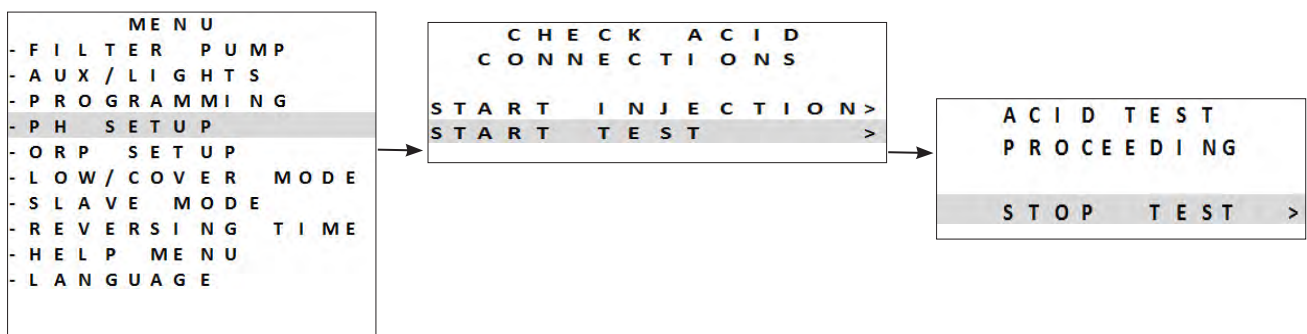 MENU
- FILTER PUMP
- AUX/LIGHTS
- PROGRAMMING
- PH SETUP
- ORP SETUP
- LOW/COVER MODE
- SLAVE MODE
- REVERSING TIME
- HELP MENU
- LANGUAGE
CHECK ACID
CONNECTIONS
START INJECTION>
START TEST >
ACID TEST
PROCEEDING
STOP TEST >